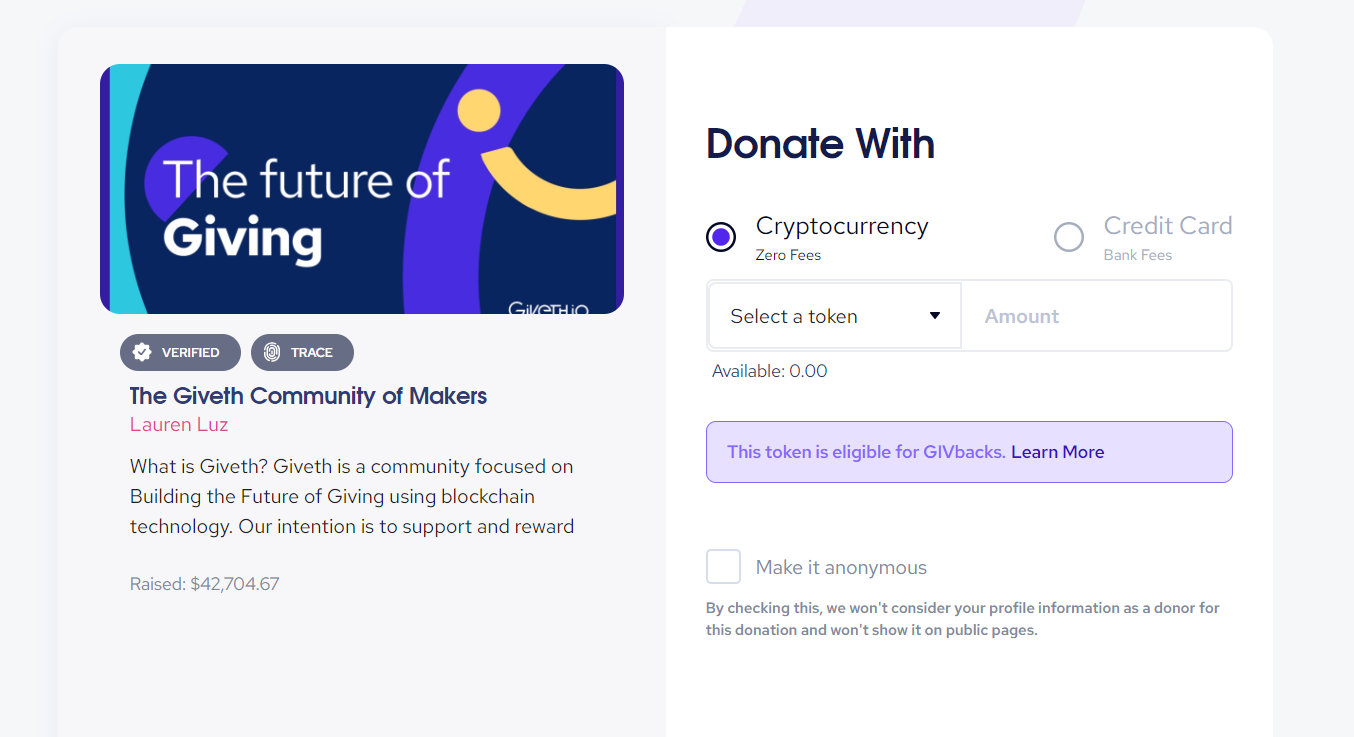 The future of
Giving
Giveth.io
VERIFIED
TRACE
The Giveth Community of Makers
Lauren Luz
What is Giveth? Giveth is a community focused on
Building the Future of Giving using blockchain
technology. Our intention is to support and reward
Raised: $42,704.67
Donate With
Cryptocurrency
Zero Fees
Credit Card
Bank Fees
Select a token
Amount
Available: 0.00
This token is eligible for GIVbacks. Learn More
Make it anonymous
By checking this, we won't consider your profile information as a donor for
this donation and won't show it on public pages.